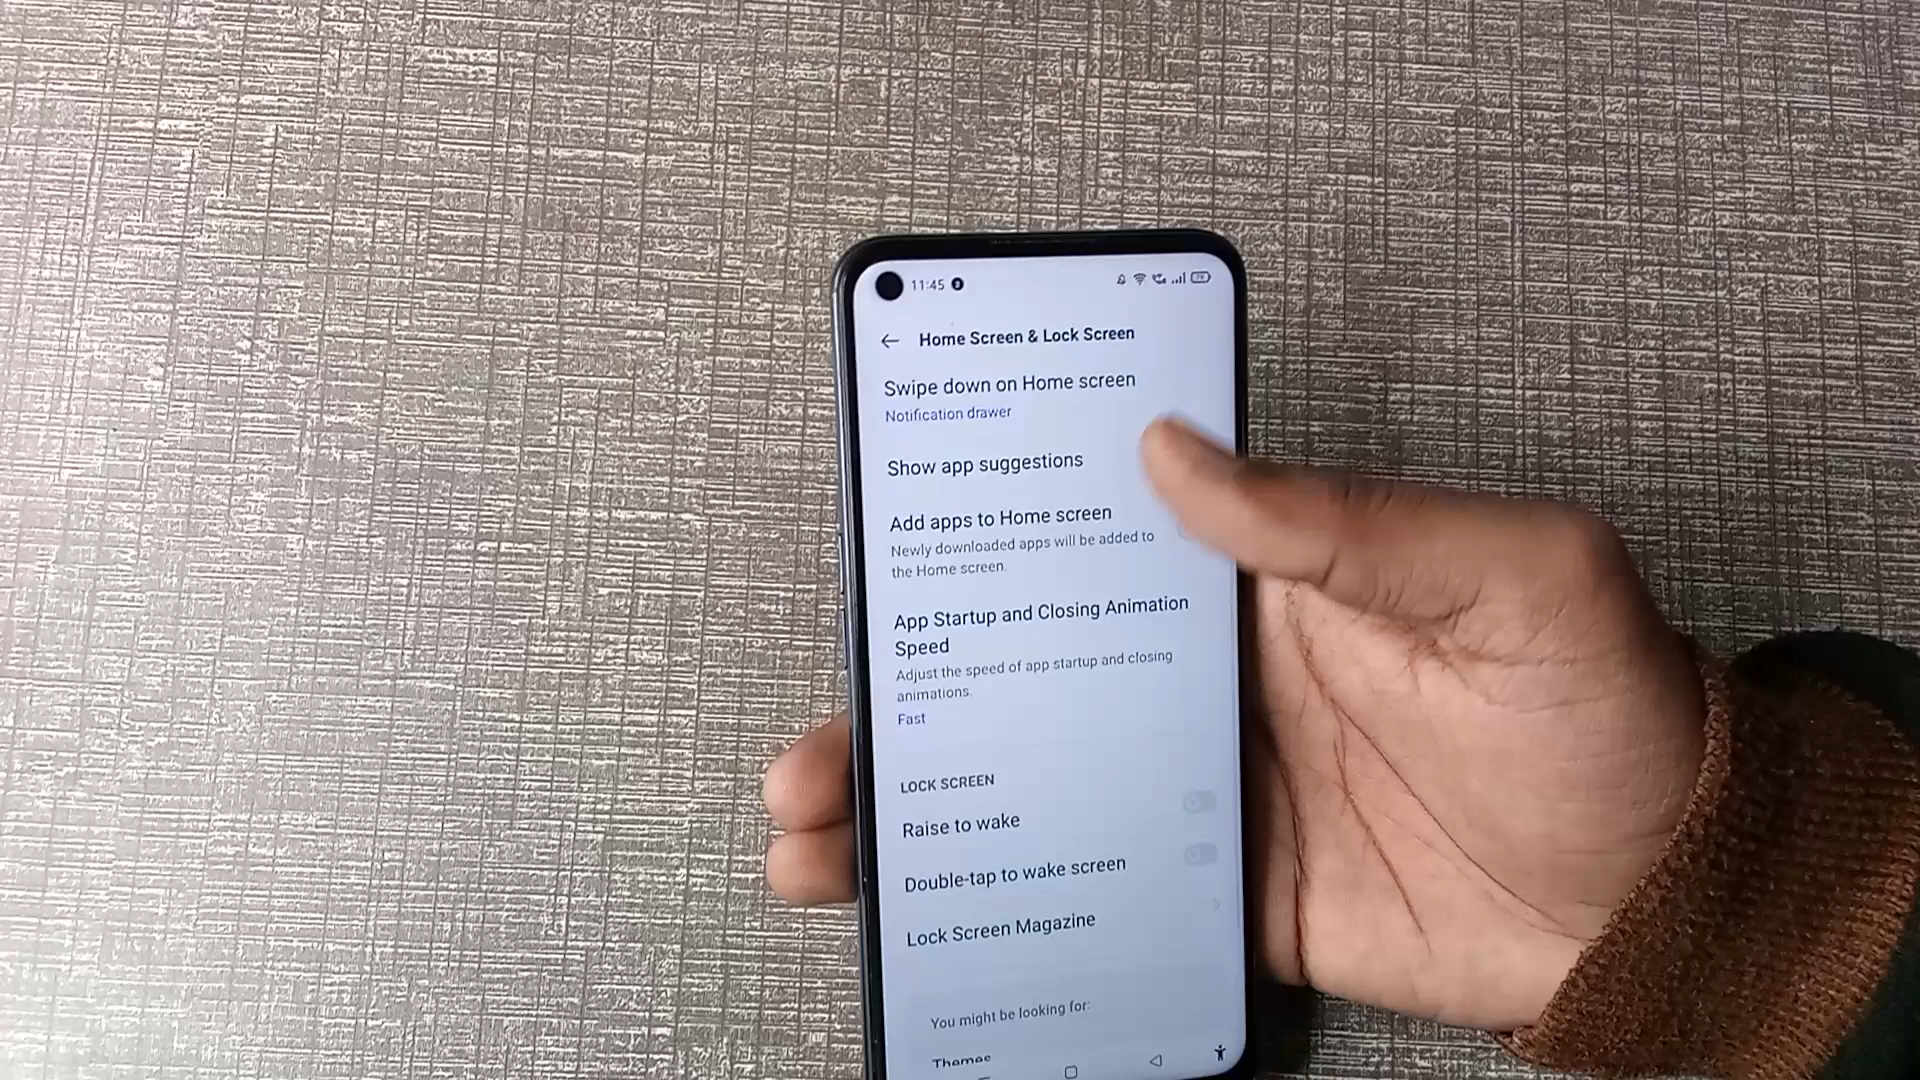 11:45
Home Screen & Lock Screen
Swipe down on Home screen
Notification drawer
Show app suggestions
Add apps to Home screen
Newly downloaded apps will be added to
the Home screen.
App Startup and Closing Animation
Speed
Adjust the speed of app startup and closing
animations.
Fast
LOCK SCREEN
Raise to wake
Double-tap to wake screen
Lock Screen Magazine
You might be looking for:
Themes